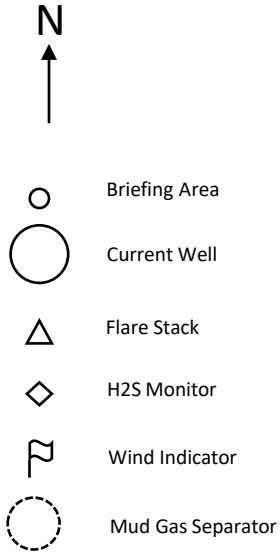 N
Briefing Area
Current Well
Flare Stack
H2S Monitor
Wind Indicator
Mud Gas Separator